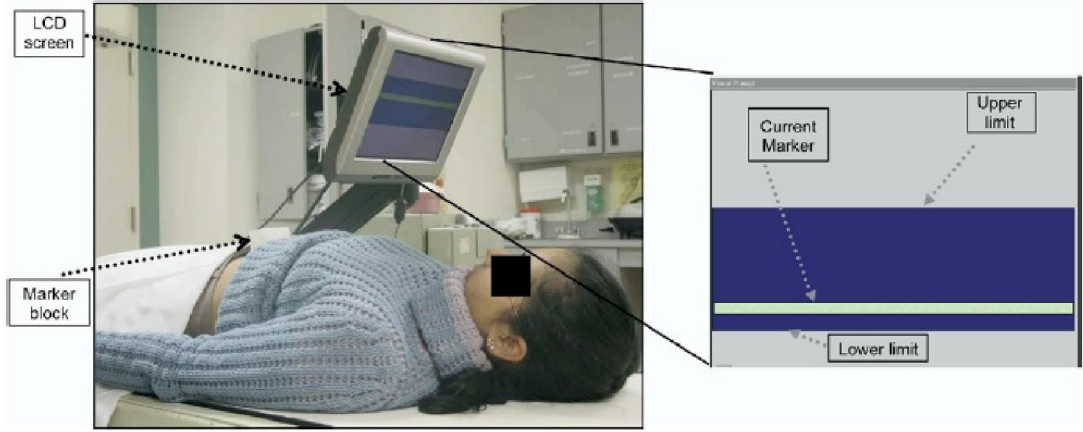 LCD
screen
Marker
block
Current
Marker
Upper
limit
Lower limit